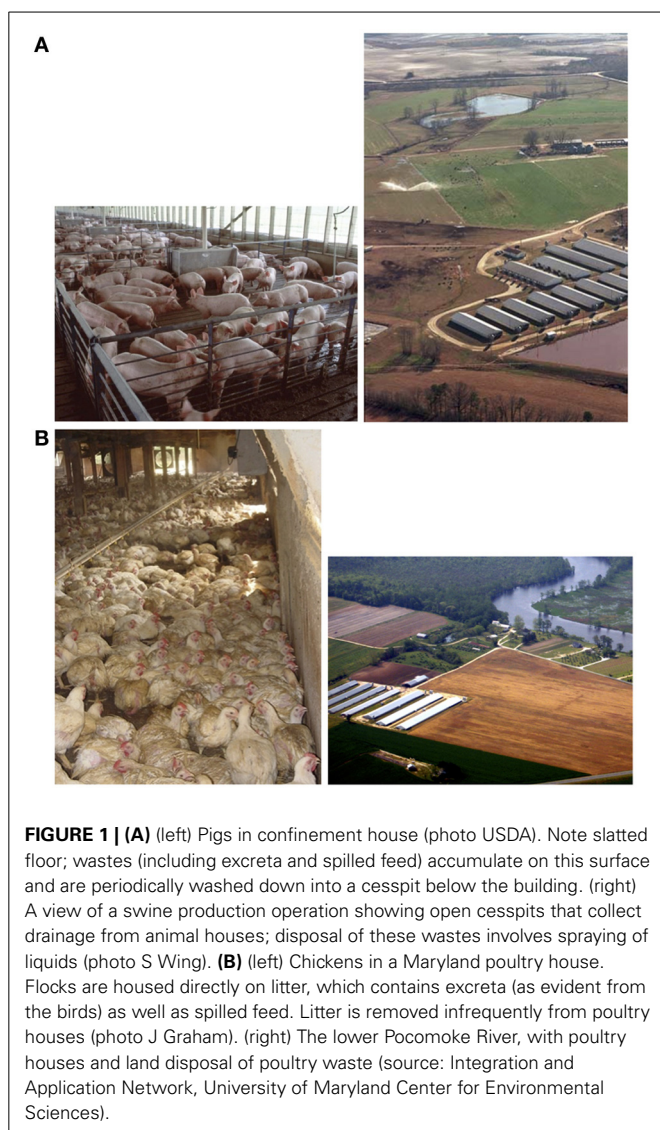 A
B
FIGURE 1 | (A) (left) Pigs in confinement house (photo USDA). Note slatted
floor; wastes (including excreta and spilled feed) accumulate on this surface
and are periodically washed down into a cesspit below the building. (right)
A view of a swine production operation showing open cesspits that collect
drainage from animal houses; disposal of these wastes involves spraying of
liquids (photo S Wing). (B) (left) Chickens in a Maryland poultry house.
Flocks are housed directly on litter, which contains excreta (as evident from
the birds) as well as spilled feed. Litter is removed infrequently from poultry
houses (photo J Graham). (right) The lower Pocomoke River, with poultry
houses and land disposal of poultry waste (source: Integration and
Application Network, University of Maryland Center for Environmental
Sciences).